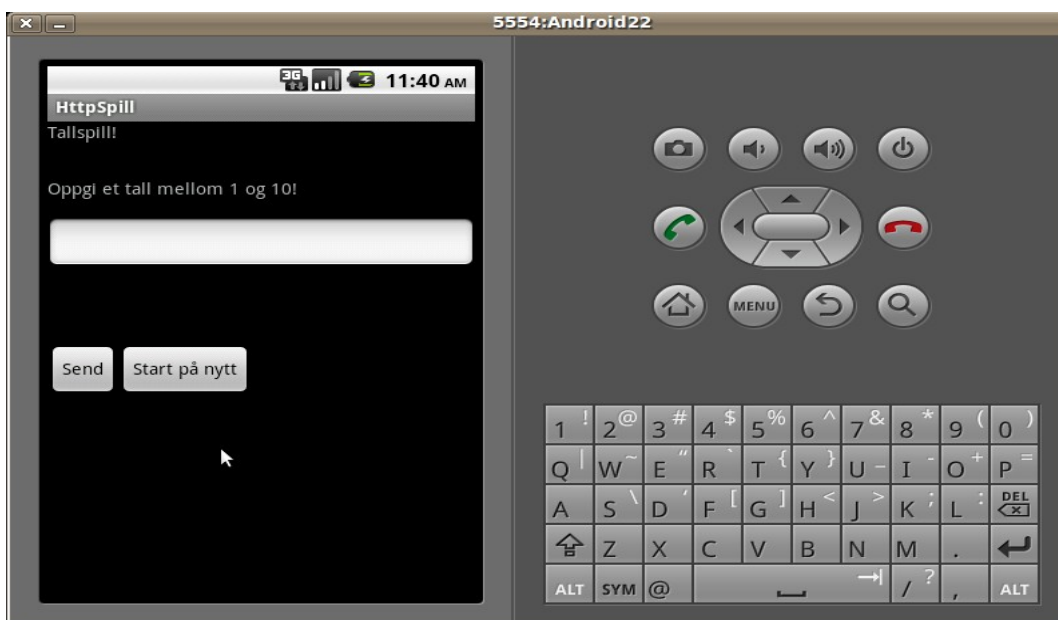 5554:Android22
3G 11:40 AM
HttpSpill
Tallspill!
Oppgi et tall mellom 1 og 10!
Send Start på nytt
MENU
1 ! 2 @ 3 # 4 $ 5 % 6 ^ 7 & 8 * 9 ( 0 )
Q | W ~ E " R ` T { Y } U _ I - O + P =
A S \ D ' F [ G ] H < J > K ; L : DEL
Z X C V B N M .
ALT SYM @ / ? , ALT